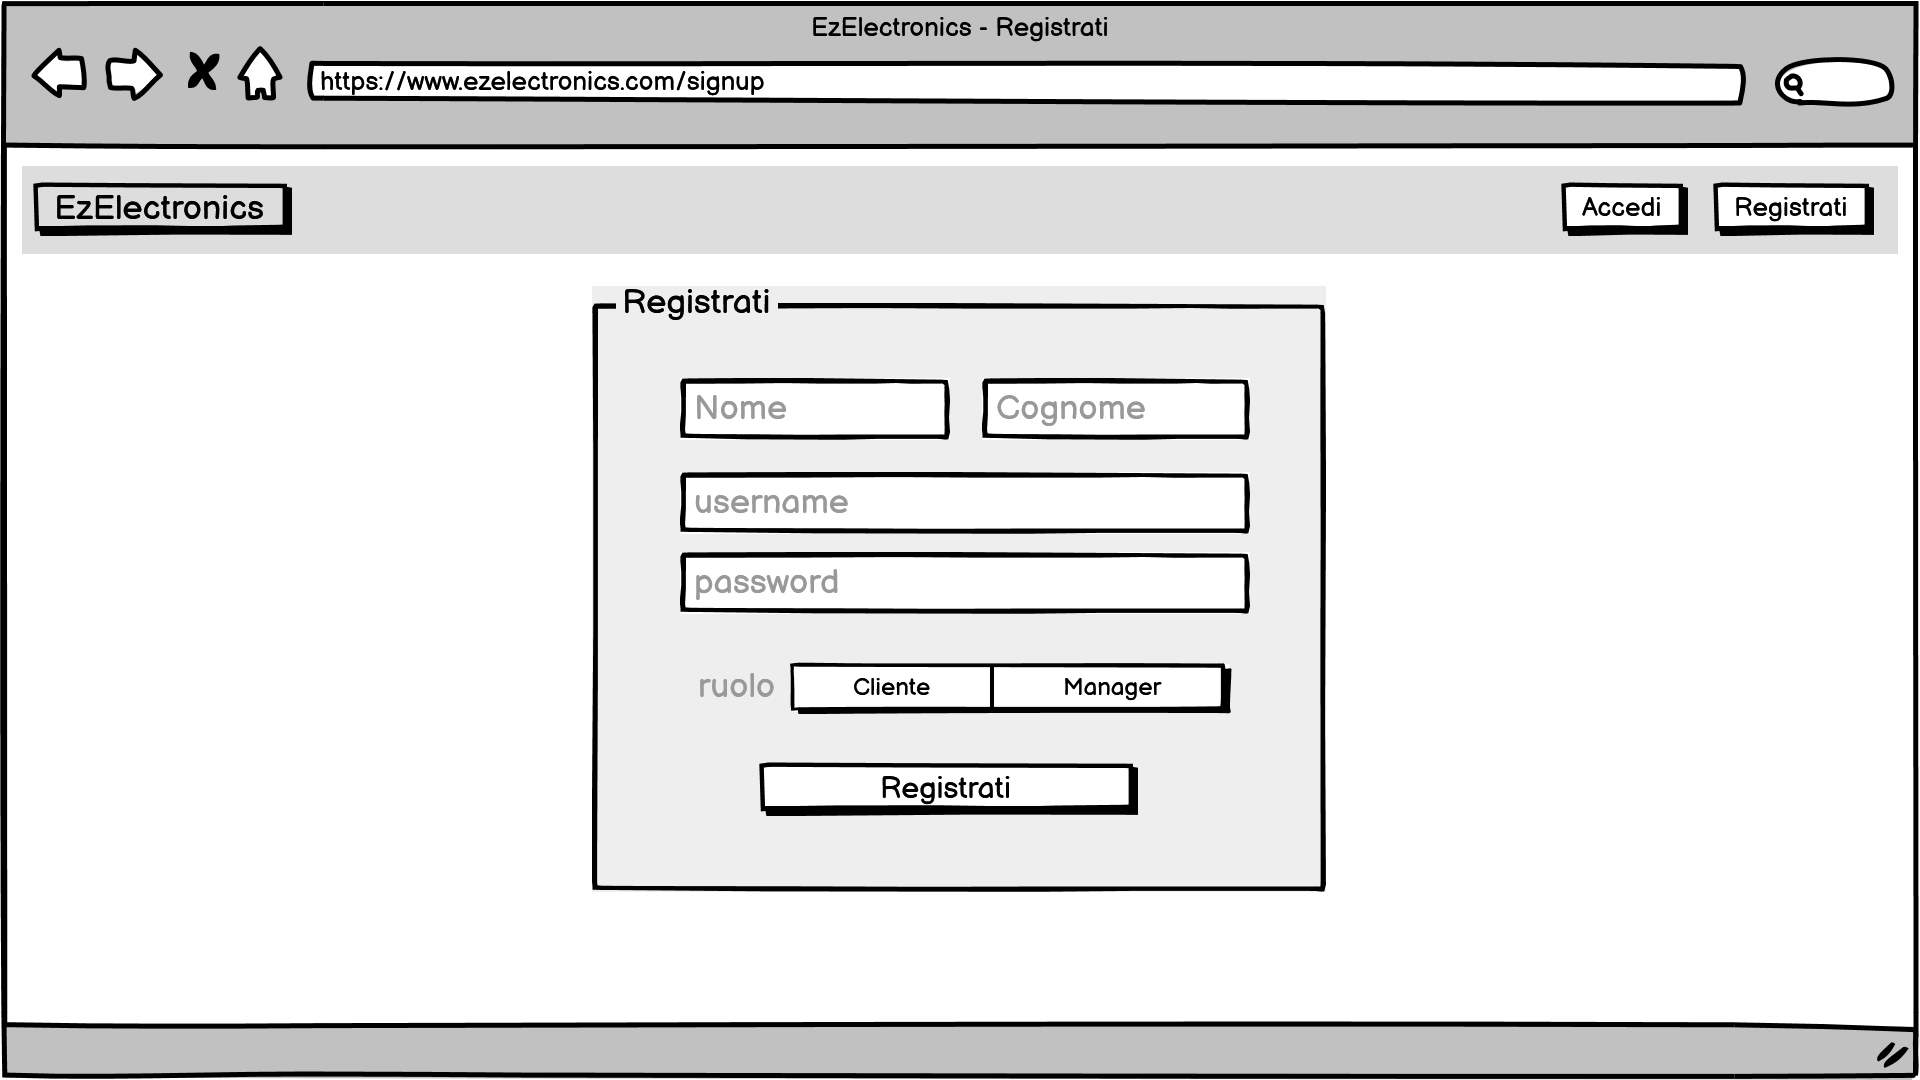 EzElectronics - Registrati
https://www.ezelectronics.com/signup
EzElectronics
Accedi
Registrati
Registrati
Nome
Cognome
username
password
ruolo
Cliente
Manager
Registrati